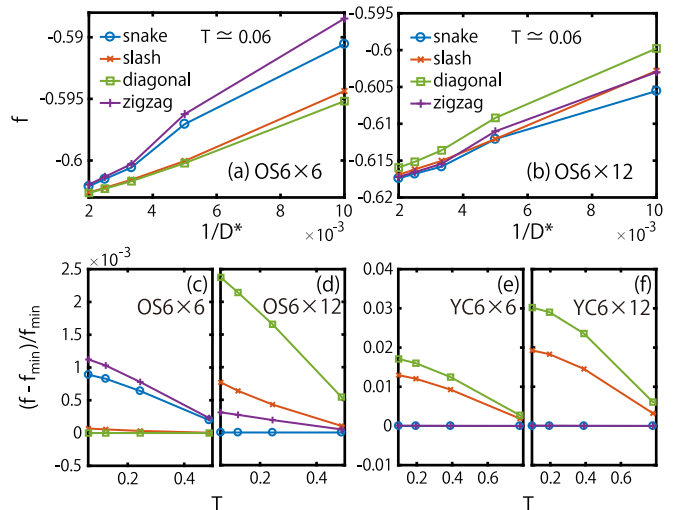 snake
slash
diagonal
zigzag
T ≃ 0.06
(a) OS6×6
f
-0.59
-0.595
-0.6
2
4
6
8
10
1/D*
×10⁻³
snake
slash
diagonal
zigzag
T ≃ 0.06
(b) OS6×12
-0.595
-0.6
-0.605
-0.61
-0.615
-0.62
2
4
6
8
10
1/D*
×10⁻³
×10⁻³
(c)
OS6×6
(f - fₘᵢₙ)/fₘᵢₙ
2.5
2
1.5
1
0.5
0
-0.5
0.2
0.4
T
(d)
OS6×12
0.2
0.4
(e)
YC6×6
0.04
0.03
0.02
0.01
0
-0.01
0.2
0.4
0.6
T
(f)
YC6×12
0.2
0.4
0.6